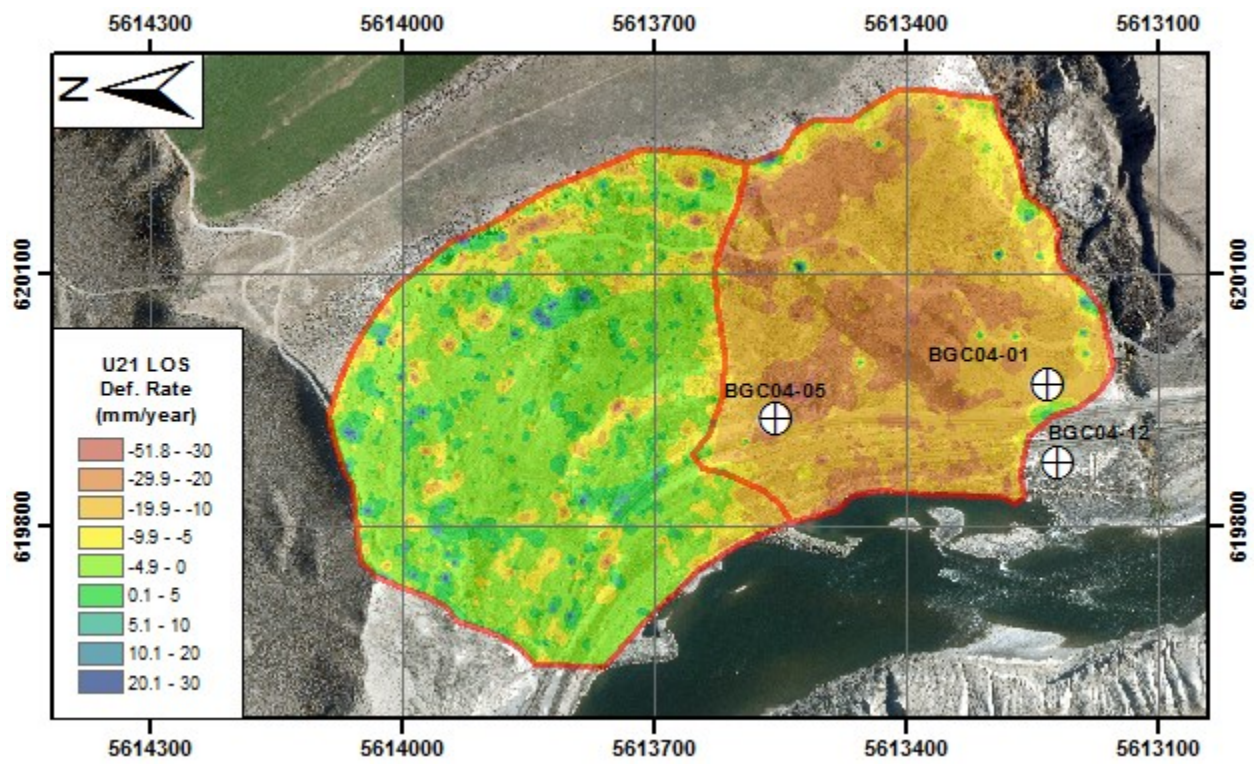 5614300 5614000 5613700 5613400 5613100
N
620100 620100
BGC04-01
U21 LOS
Def. Rate
(mm/year)
BGC04-05
BGC04-12
-51.8 - -30
-29.9 - -20
-19.9 - -10
-9.9 - -5
-4.9 - 0
0.1 - 5
5.1 - 10
10.1 - 20
20.1 - 30
619800 619800
5614300 5614000 5613700 5613400 5613100